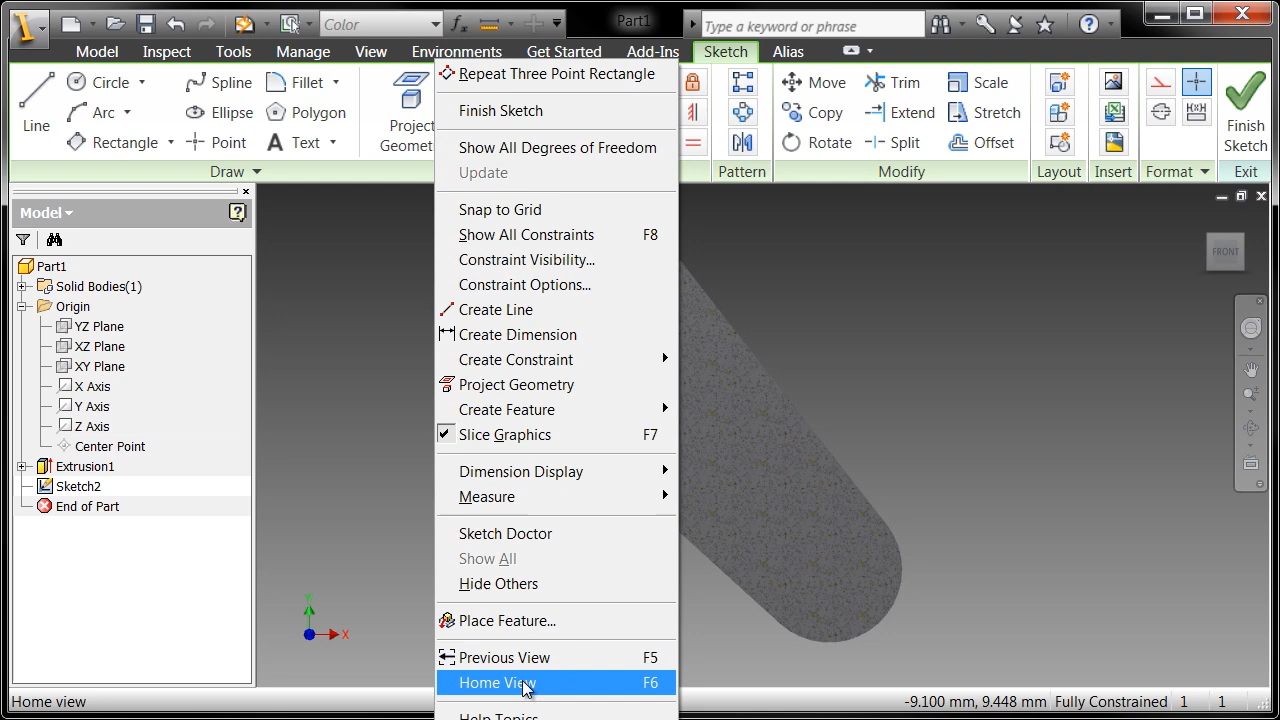 Color
Part1
Type a keyword or phrase
Model Inspect Tools Manage View Environments Get Started Add-Ins Sketch Alias
Line
Circle
Arc
Rectangle
Spline
Ellipse
Point
Fillet
Polygon
Text
Project
Draw
Pattern
Move
Copy
Rotate
Trim
Extend
Split
Scale
Stretch
Offset
Modify
Layout
Insert
Format
Finish
Sketch
Exit
Repeat Three Point Rectangle
Finish Sketch
Show All Degrees of Freedom
Update
Snap to Grid
Show All Constraints F8
Constraint Visibility...
Constraint Options...
Create Line
Create Dimension
Create Constraint
Project Geometry
Create Feature
Slice Graphics F7
Dimension Display
Measure
Sketch Doctor
Show All
Hide Others
Place Feature...
Previous View F5
Home View F6
Help Topics
Model
Part1
Solid Bodies(1)
Origin
YZ Plane
XZ Plane
XY Plane
X Axis
Y Axis
Z Axis
Center Point
Extrusion1
Sketch2
End of Part
FRONT
Y
X
Home view
-9.100 mm, 9.448 mm Fully Constrained 1 1